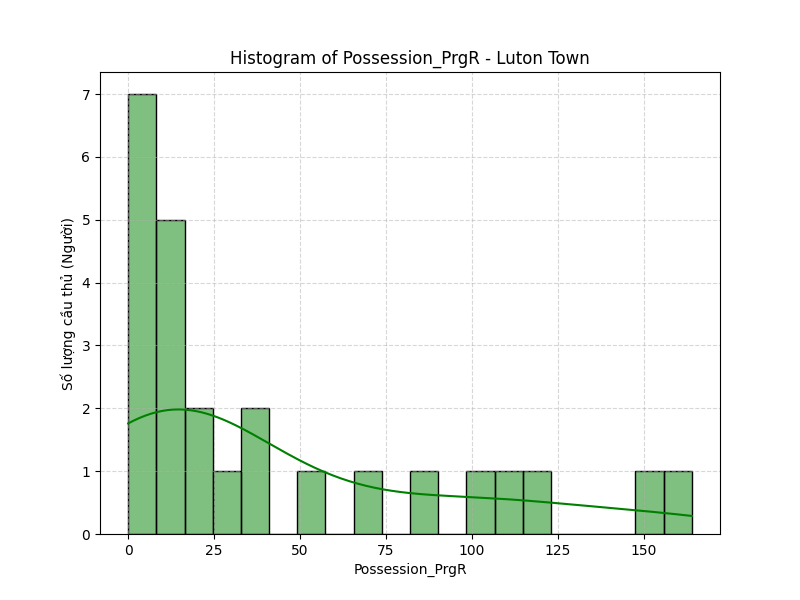 Histogram of Possession_PrgR - Luton Town
Số lượng cầu thủ (Người)
7
6
5
4
3
2
1
0
0 25 50 75 100 125 150
Possession_PrgR